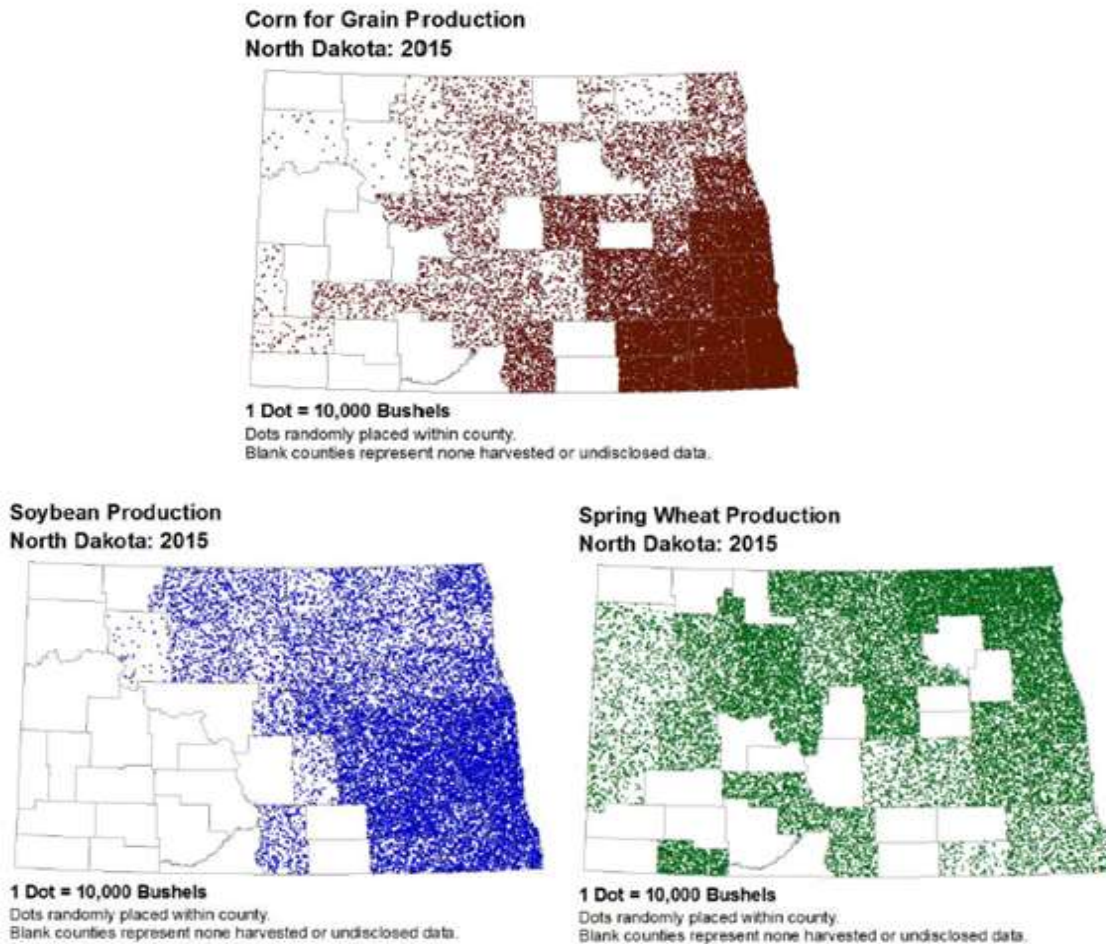 Corn for Grain Production
North Dakota: 2015
1 Dot = 10,000 Bushels
Dots randomly placed within county.
Blank counties represent none harvested or undisclosed data.
Soybean Production
North Dakota: 2015
1 Dot = 10,000 Bushels
Dots randomly placed within county.
Blank counties represent none harvested or undisclosed data.
Spring Wheat Production
North Dakota: 2015
1 Dot = 10,000 Bushels
Dots randomly placed within county.
Blank counties represent none harvested or undisclosed data.